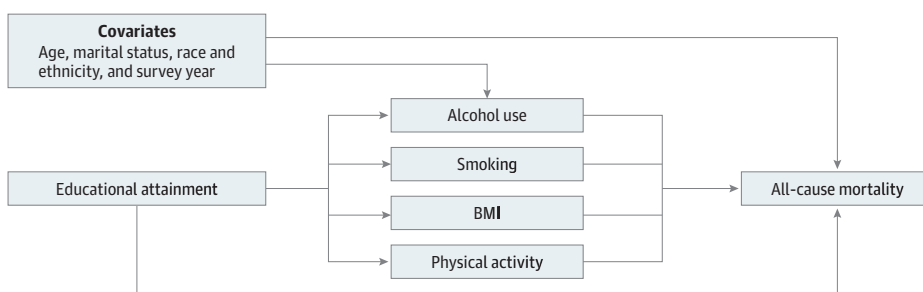 Covariates
Age, marital status, race and
ethnicity, and survey year
Alcohol use
Smoking
Educational attainment
All-cause mortality
BMI
Physical activity